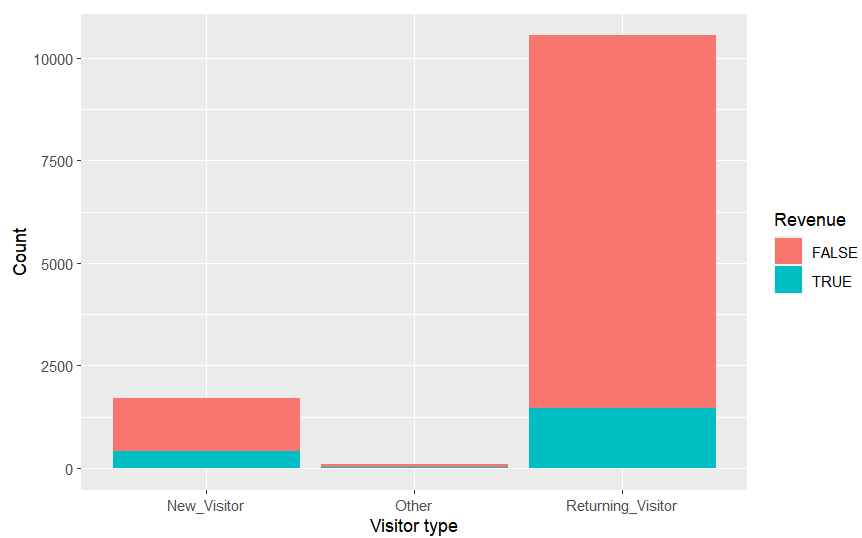 10000
7500
5000
2500
0
Count
New_Visitor
Other
Returning_Visitor
Visitor type
Revenue
FALSE
TRUE